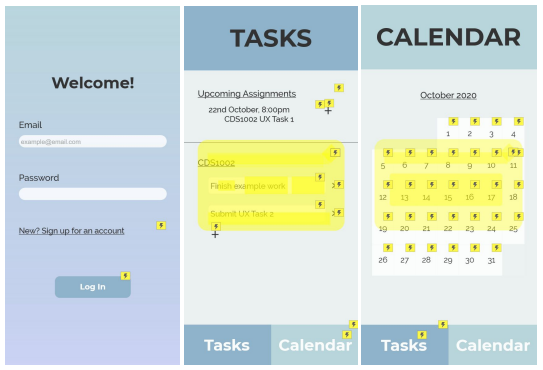 Welcome!
Email
example@email.com
Password
New? Sign up for an account
Log In
TASKS
Upcoming Assignments
22nd October, 8:00pm
CDS1002 UX Task 1
+
CDS1002
Finish example work
Submit UX Task 2
+
Tasks Calendar
CALENDAR
October 2020
1 2 3 4
5 6 7 8 9 10 11
12 13 14 15 16 17 18
19 20 21 22 23 24 25
26 27 28 29 30 31
Tasks Calendar